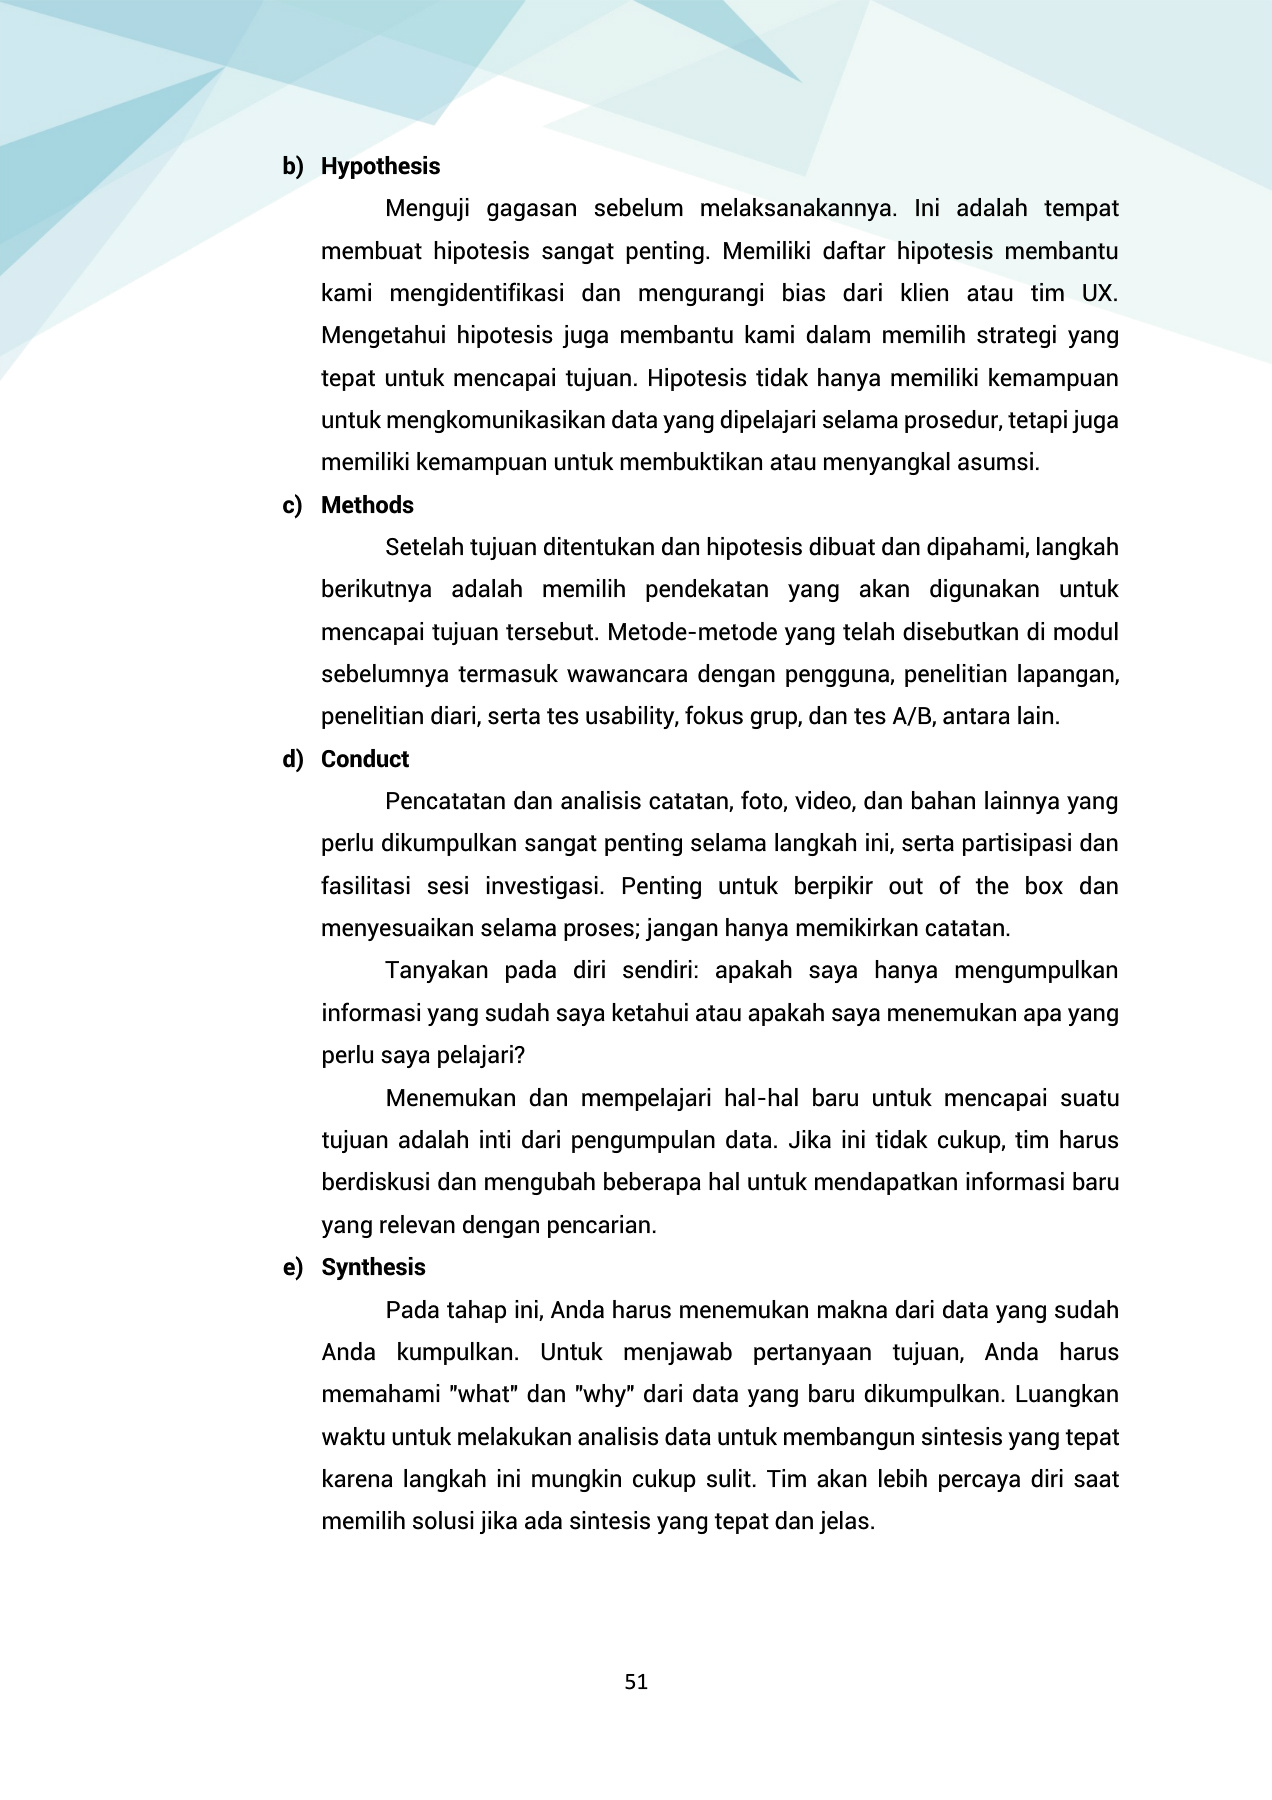 b) Hypothesis
Menguji gagasan sebelum melaksanakannya. Ini adalah tempat
membuat hipotesis sangat penting. Memiliki daftar hipotesis membantu
kami mengidentifikasi dan mengurangi bias dari klien atau tim UX.
Mengetahui hipotesis juga membantu kami dalam memilih strategi yang
tepat untuk mencapai tujuan. Hipotesis tidak hanya memiliki kemampuan
untuk mengkomunikasikan data yang dipelajari selama prosedur, tetapi juga
memiliki kemampuan untuk membuktikan atau menyangkal asumsi.
c) Methods
Setelah tujuan ditentukan dan hipotesis dibuat dan dipahami, langkah
berikutnya adalah memilih pendekatan yang akan digunakan untuk
mencapai tujuan tersebut. Metode-metode yang telah disebutkan di modul
sebelumnya termasuk wawancara dengan pengguna, penelitian lapangan,
penelitian diari, serta tes usability, fokus grup, dan tes A/B, antara lain.
d) Conduct
Pencatatan dan analisis catatan, foto, video, dan bahan lainnya yang
perlu dikumpulkan sangat penting selama langkah ini, serta partisipasi dan
fasilitasi sesi investigasi. Penting untuk berpikir out of the box dan
menyesuaikan selama proses; jangan hanya memikirkan catatan.
Tanyakan pada diri sendiri: apakah saya hanya mengumpulkan
informasi yang sudah saya ketahui atau apakah saya menemukan apa yang
perlu saya pelajari?
Menemukan dan mempelajari hal-hal baru untuk mencapai suatu
tujuan adalah inti dari pengumpulan data. Jika ini tidak cukup, tim harus
berdiskusi dan mengubah beberapa hal untuk mendapatkan informasi baru
yang relevan dengan pencarian.
e) Synthesis
Pada tahap ini, Anda harus menemukan makna dari data yang sudah
Anda kumpulkan. Untuk menjawab pertanyaan tujuan, Anda harus
memahami "what" dan "why" dari data yang baru dikumpulkan. Luangkan
waktu untuk melakukan analisis data untuk membangun sintesis yang tepat
karena langkah ini mungkin cukup sulit. Tim akan lebih percaya diri saat
memilih solusi jika ada sintesis yang tepat dan jelas.
51